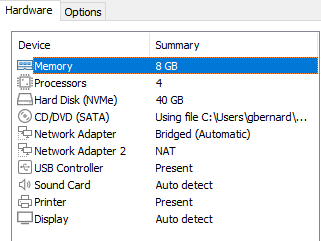 Hardware Options
Device Summary
Memory 8 GB
Processors 4
Hard Disk (NVMe) 40 GB
CD/DVD (SATA) Using file C:\Users\gbernard\...
Network Adapter Bridged (Automatic)
Network Adapter 2 NAT
USB Controller Present
Sound Card Auto detect
Printer Present
Display Auto detect